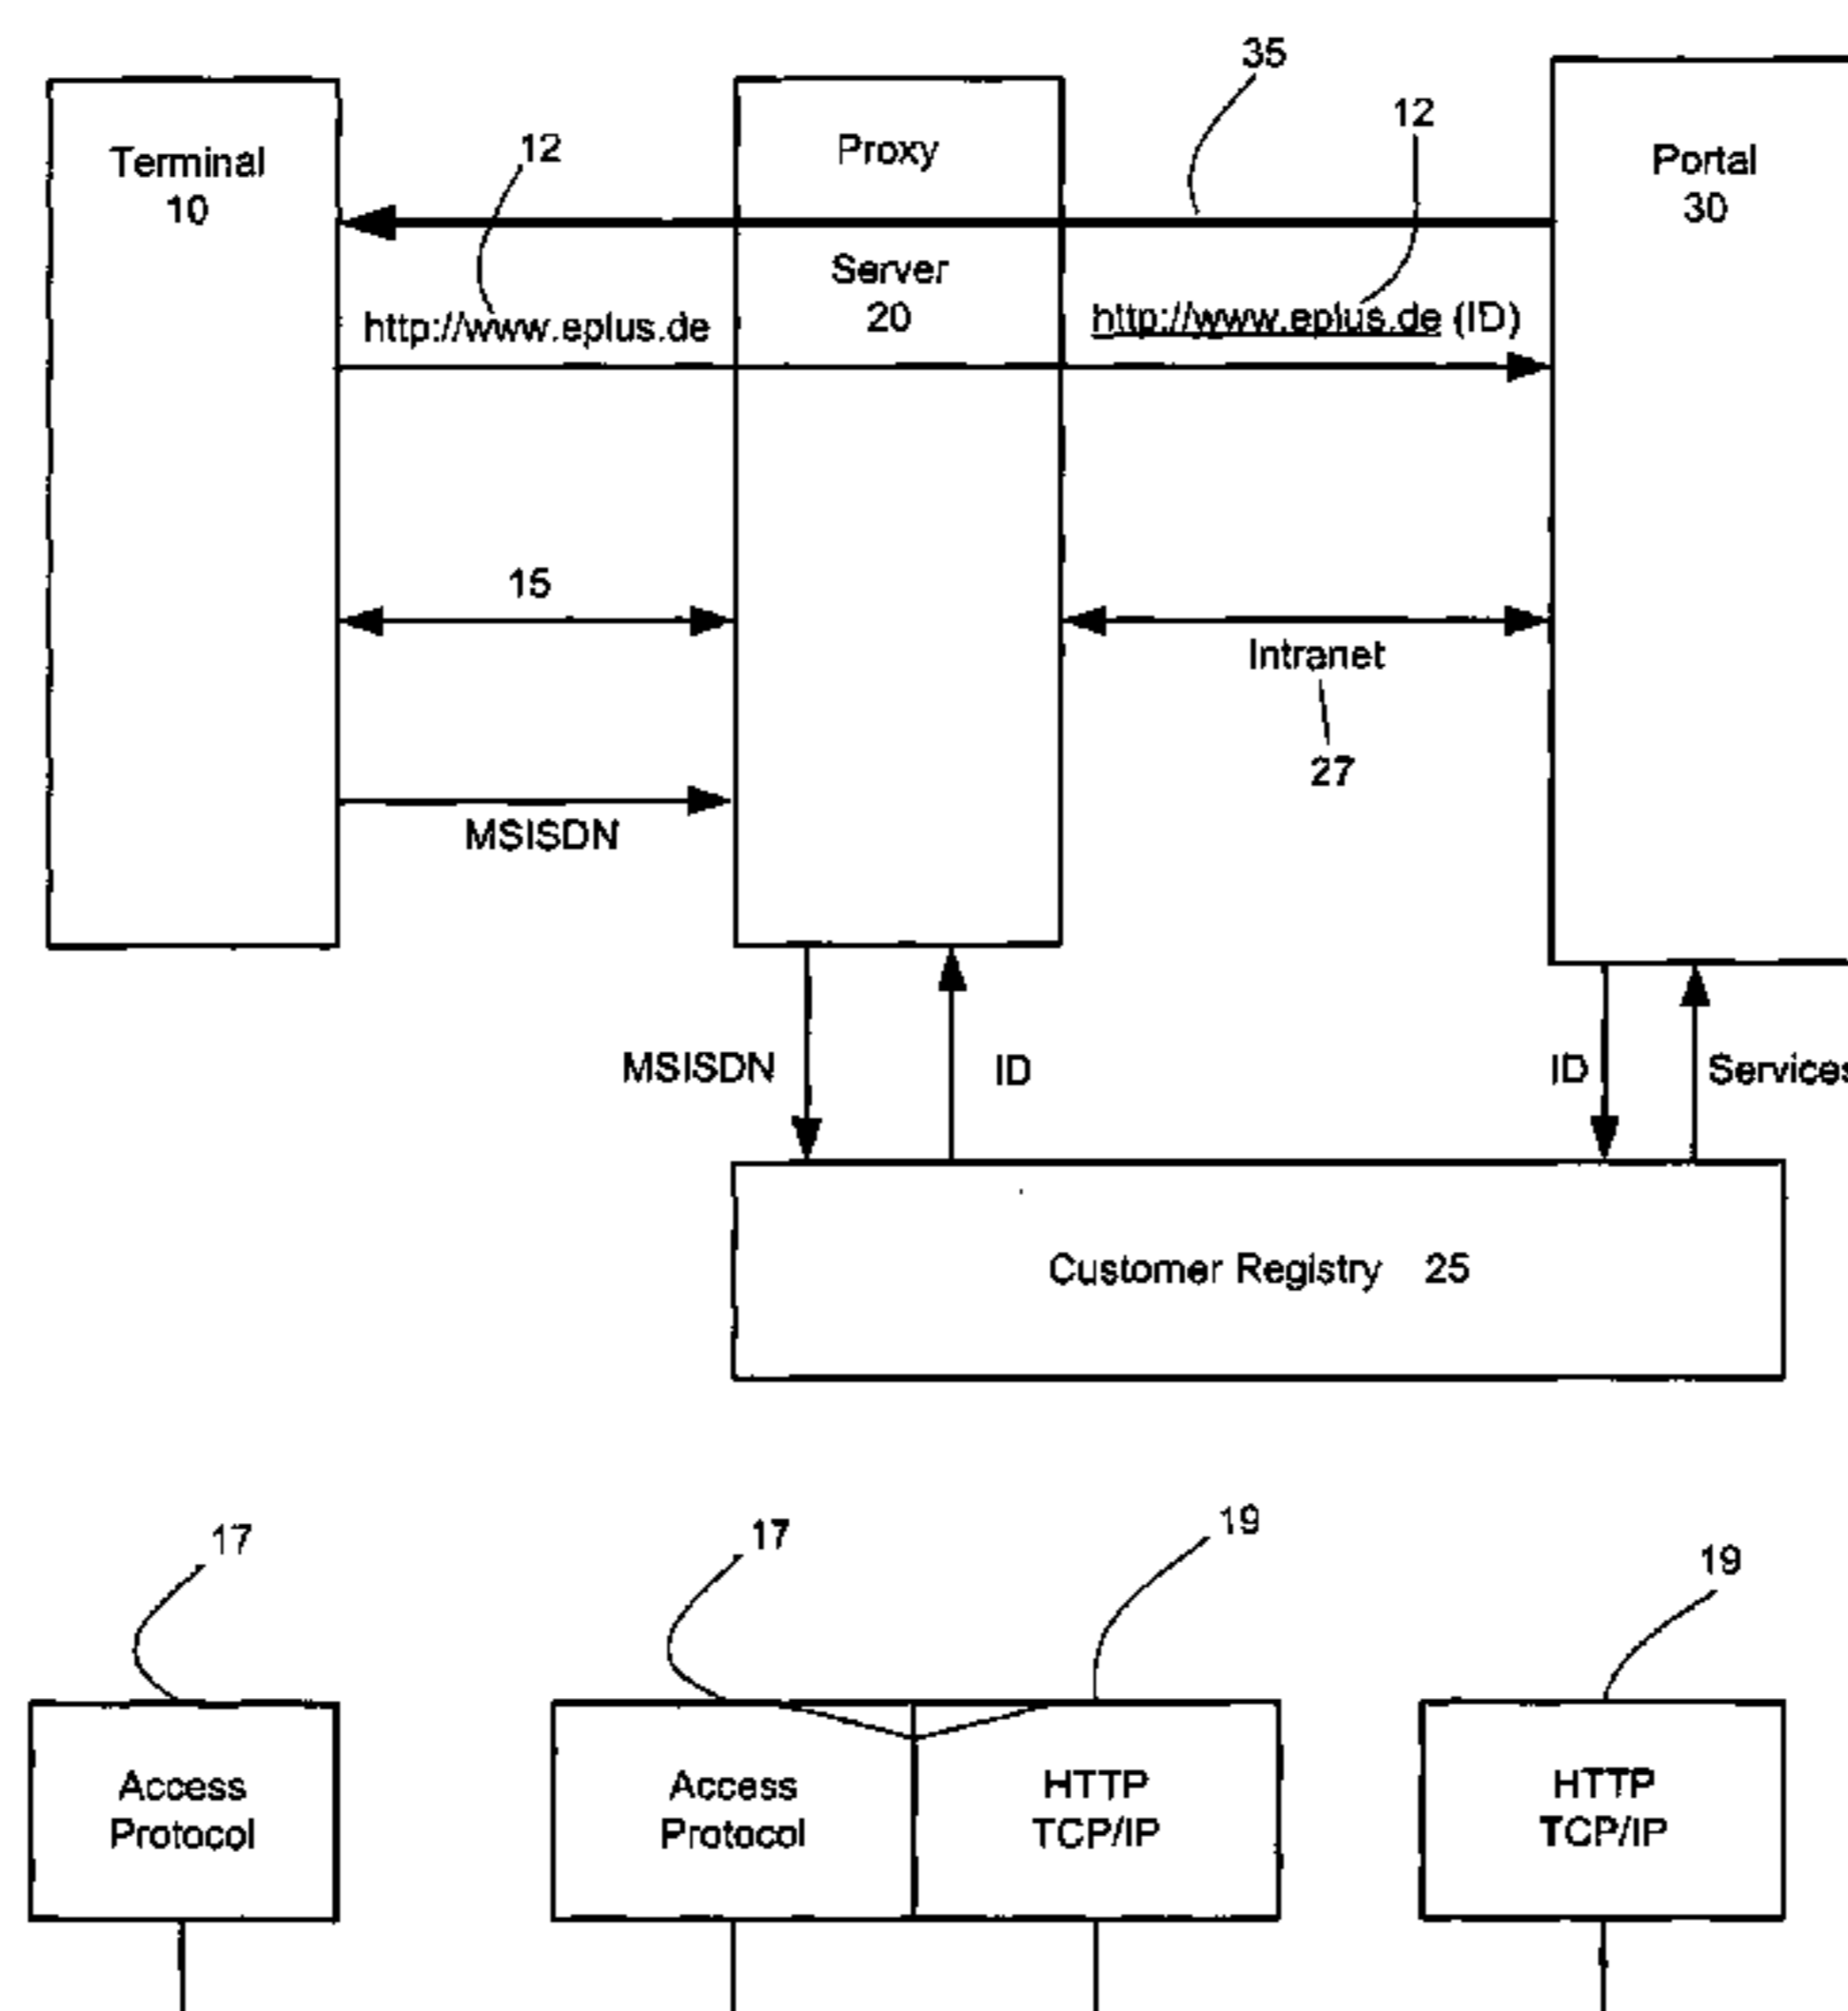 35
12
12
Terminal
10
Proxy
Server
20
Portal
30
http://www.eplus.de
http://www.eplus.de (ID)
15
Intranet
27
MSISDN
MSISDN
ID
ID
Services
Customer Registry 25
17
17
19
19
Access
Protocol
Access
Protocol
HTTP
TCP/IP
HTTP
TCP/IP